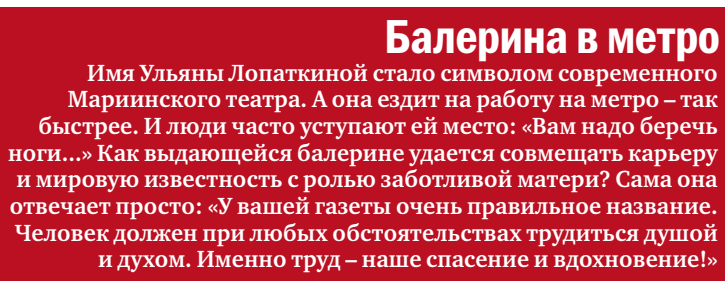 Балерина в метро
Имя Ульяны Лопаткиной стало символом современного
Мариинского театра. А она ездит на работу на метро – так
быстрее. И люди часто уступают ей место: «Вам надо беречь
ноги...» Как выдающейся балерине удается совмещать карьеру
и мировую известность с ролью заботливой матери? Сама она
отвечает просто: «У вашей газеты очень правильное название.
Человек должен при любых обстоятельствах трудиться душой
и духом. Именно труд – наше спасение и вдохновение!»